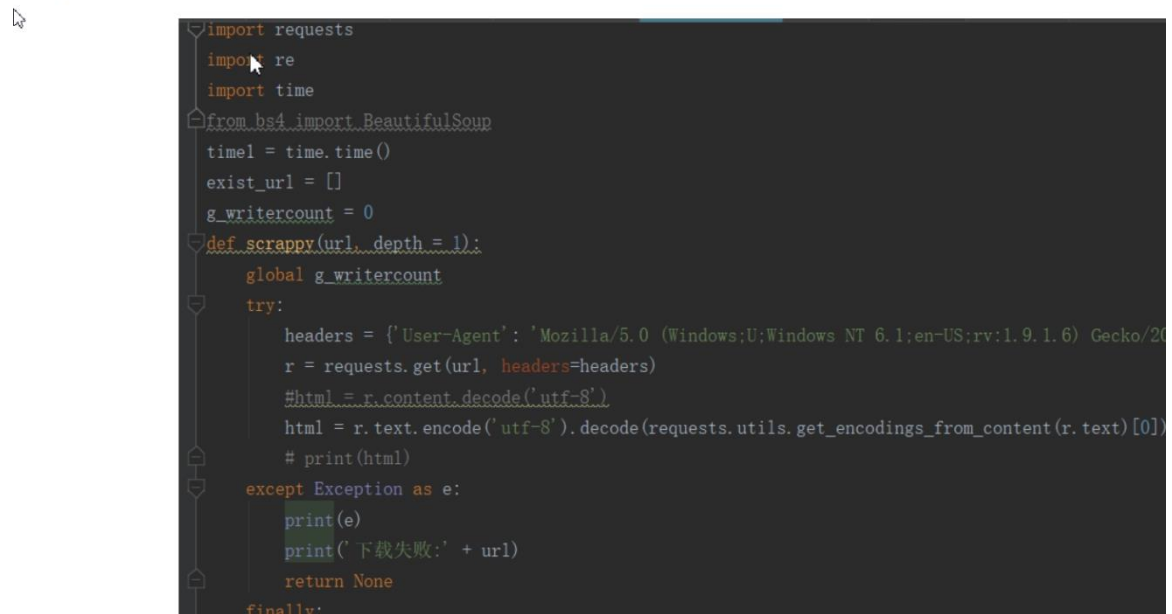 import requests
import re
import time
from bs4 import BeautifulSoup
time1 = time.time()
exist_url = []
g_writercount = 0
def scrappy(url, depth = 1):
global g_writercount
try:
headers = {'User-Agent': 'Mozilla/5.0 (Windows;U;Windows NT 6.1;en-US;rv:1.9.1.6) Gecko/20
r = requests.get(url, headers=headers)
#html = r.content.decode('utf-8')
html = r.text.encode('utf-8').decode(requests.utils.get_encodings_from_content(r.text)[0])
# print(html)
except Exception as e:
print(e)
print('下载失败:' + url)
return None
finally: